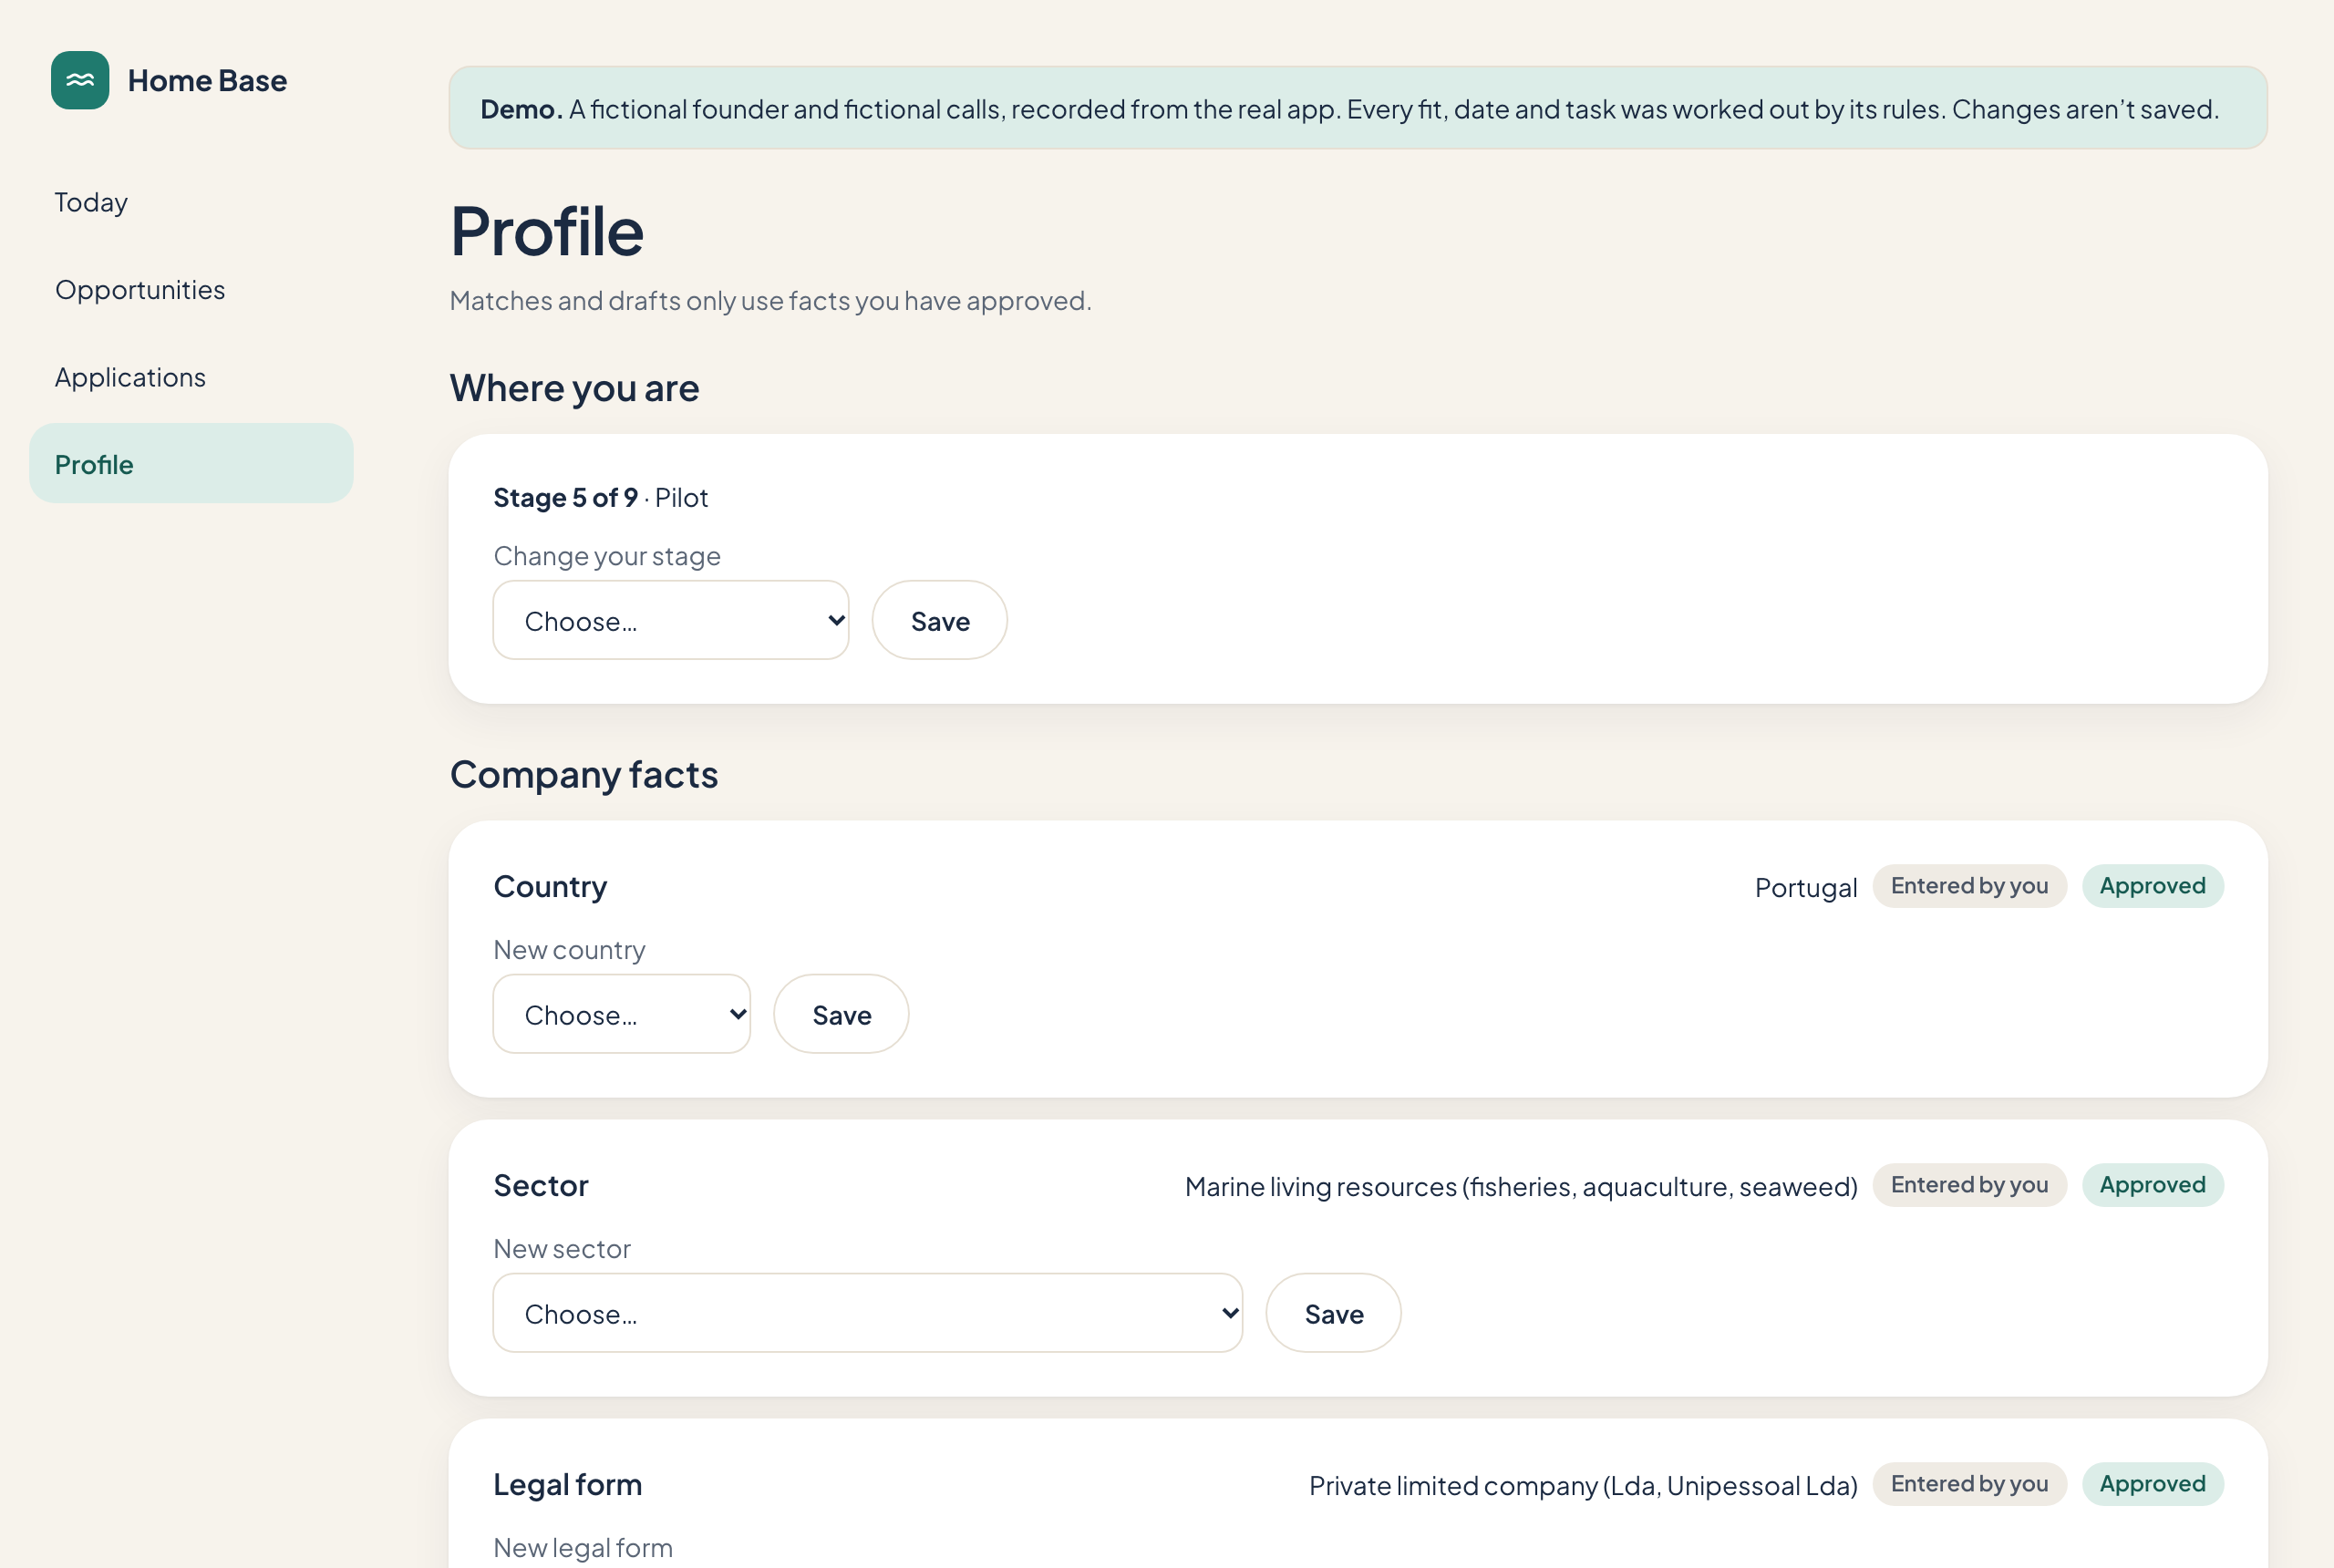 Home Base
Today
Opportunities
Applications
Profile
Demo. A fictional founder and fictional calls, recorded from the real app. Every fit, date and task was worked out by its rules. Changes aren’t saved.
Profile
Matches and drafts only use facts you have approved.
Where you are
Stage 5 of 9 · Pilot
Change your stage
Choose… Save
Company facts
Country Portugal Entered by you Approved
New country
Choose… Save
Sector Marine living resources (fisheries, aquaculture, seaweed) Entered by you Approved
New sector
Choose… Save
Legal form Private limited company (Lda, Unipessoal Lda) Entered by you Approved
New legal form